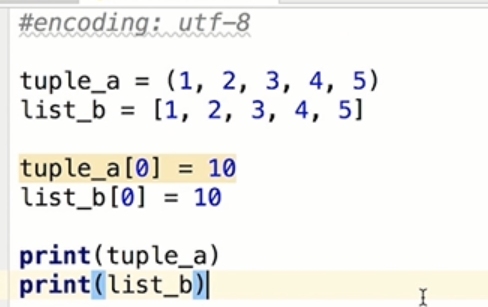 #encoding: utf-8
tuple_a = (1, 2, 3, 4, 5)
list_b = [1, 2, 3, 4, 5]
tuple_a[0] = 10
list_b[0] = 10
print(tuple_a)
print(list_b)